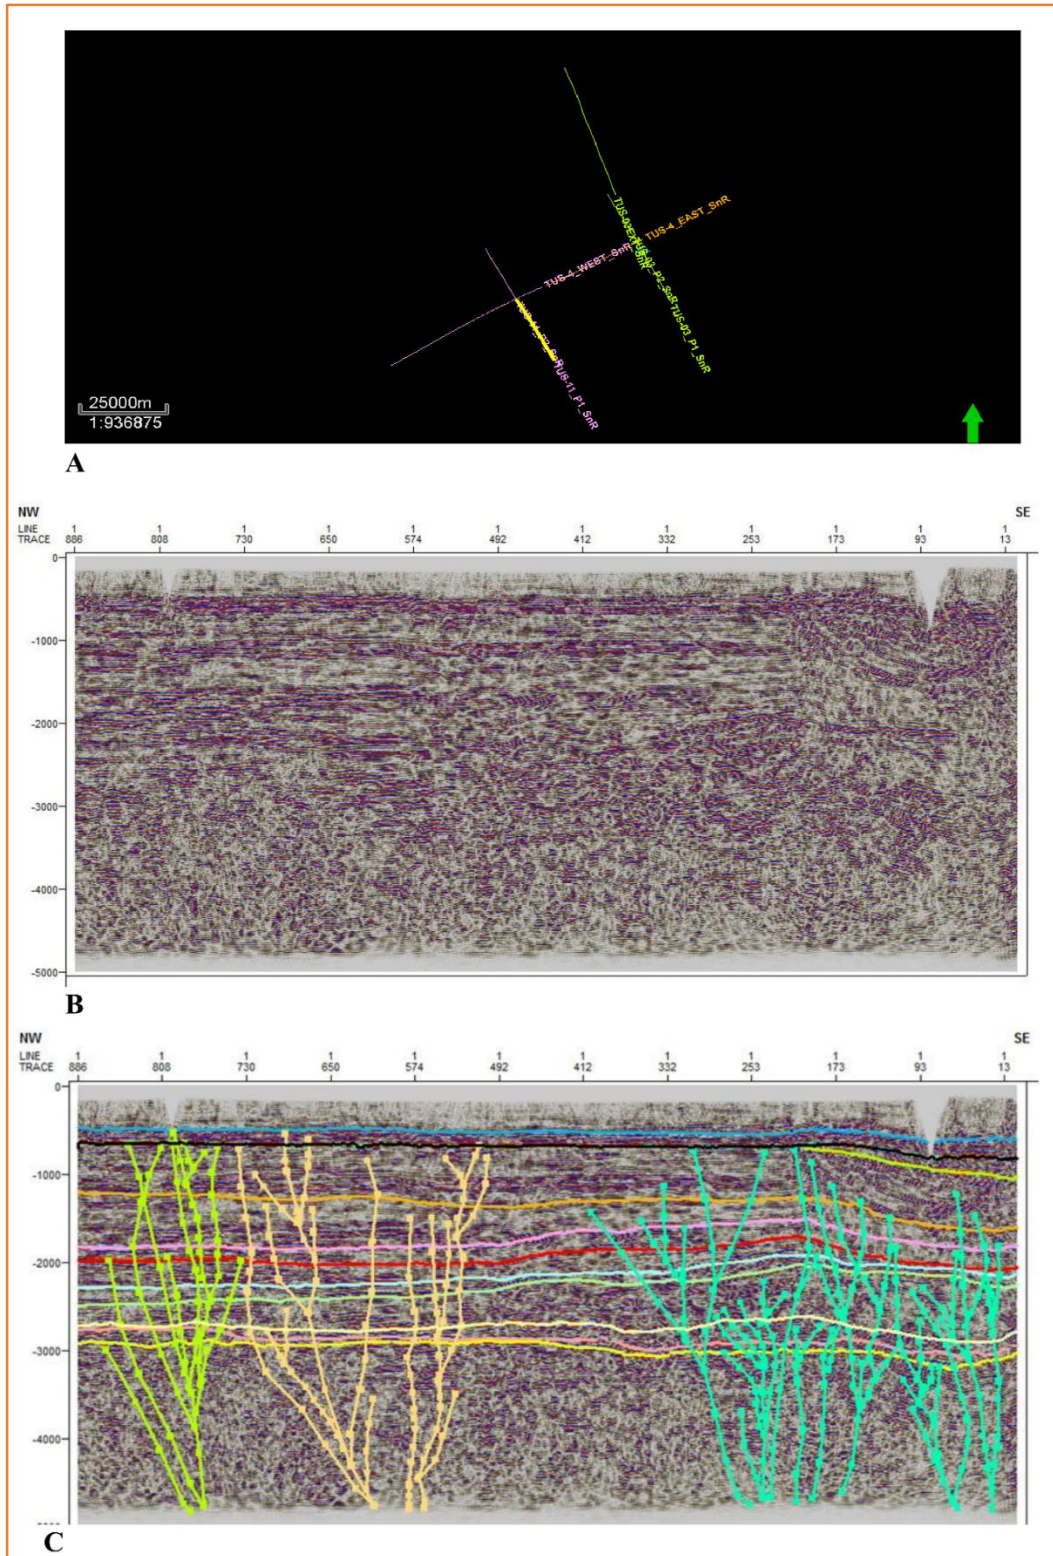 TUS-4_EAST_SnR
TUS-4_WEST_SnR
TUS-03_P2_SnR
TUS-03_P1_SnR
TUS-11_P1_SnR
25000m
1:936875
A
NW SE
LINE 1 1 1 1 1 1 1 1 1 1 1 1
TRACE 886 808 730 650 574 492 412 332 253 173 93 13
0
-1000
-2000
-3000
-4000
-5000
B
NW SE
LINE 1 1 1 1 1 1 1 1 1 1 1 1
TRACE 886 808 730 650 574 492 412 332 253 173 93 13
0
-1000
-2000
-3000
-4000
C